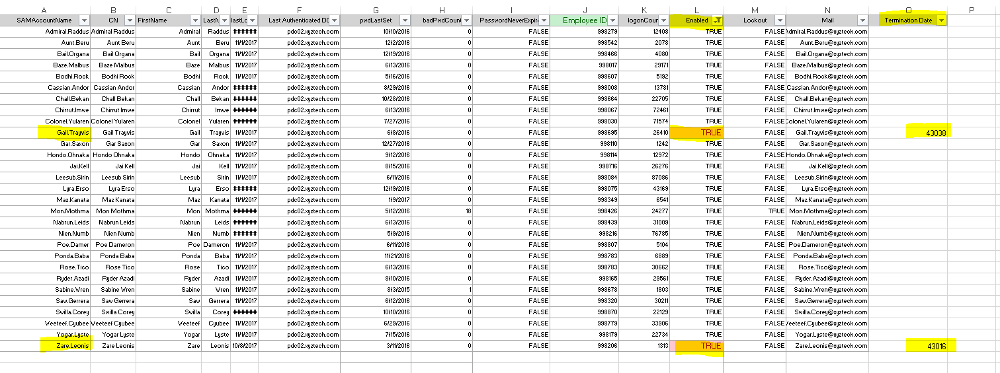 A B C D E F G H I J K L M N O P
SAMAccountName CN FirstName LastN lastLo Last Authenticated DC pwdLastSet badPwdCount PasswordNeverExpire Employee ID logonCour Enabled Lockout Mail Termination Date
Admiral.Raddus Admiral.Raddus Admiral Raddus ###### pdc02.xyztech.com 10/10/2016 0 FALSE 998279 12408 TRUE FALSE Admiral.Raddus@xyztech.com
Aunt.Beru Aunt Beru Aunt Beru 11/1/2017 pdc02.xyztech.com 12/2/2016 0 FALSE 998542 2078 TRUE FALSE Aunt.Beru@xyztech.com
Bail.Organa Bail Organa Bail Organa 11/1/2017 pdc02.xyztech.com 12/19/2016 0 FALSE 998466 4080 TRUE FALSE Bail.Organa@xyztech.com
Baze.Malbus Baze Malbus Baze Malbus 11/1/2017 pdc02.xyztech.com 6/13/2016 0 FALSE 998017 29171 TRUE FALSE Baze.Malbus@xyztech.com
Bodhi.Rock Bodhi Rock Bodhi Rock 11/1/2017 pdc02.xyztech.com 5/16/2016 0 FALSE 998607 5192 TRUE FALSE Bodhi.Rock@xyztech.com
Cassian.Andor Cassian Andor Cassian Andor ###### pdc02.xyztech.com 8/29/2016 0 FALSE 998008 13781 TRUE FALSE Cassian.Andor@xyztech.com
Chall.Bekan Chall Bekan Chall Bekan ###### pdc02.xyztech.com 10/28/2016 0 FALSE 998664 22705 TRUE FALSE Chall.Bekan@xyztech.com
Chirrut.Imwe Chirrut Imwe Chirrut Imwe ###### pdc02.xyztech.com 6/13/2016 0 FALSE 998067 72461 TRUE FALSE Chirrut.Imwe@xyztech.com
Colonel.Yularen Colonel Yularen Colonel Yularen ###### pdc02.xyztech.com 7/27/2016 0 FALSE 998030 71574 TRUE FALSE Colonel.Yularen@xyztech.com
Gail.Trayvis Gail Trayvis Gail Trayvis 11/1/2017 pdc02.xyztech.com 6/8/2016 0 FALSE 998695 26410 TRUE FALSE Gail.Trayvis@xyztech.com 43038
Gar.Saxon Gar Saxon Gar Saxon 11/1/2017 pdc02.xyztech.com 12/27/2016 0 FALSE 998110 1242 TRUE FALSE Gar.Saxon@xyztech.com
Hondo.Ohnaka Hondo Ohnaka Hondo Ohnaka 11/1/2017 pdc02.xyztech.com 9/12/2016 0 FALSE 998114 12972 TRUE FALSE Hondo.Ohnaka@xyztech.com
Jai.Kell Jai Kell Jai Kell 11/1/2017 pdc02.xyztech.com 8/15/2016 0 FALSE 998716 26276 TRUE FALSE Jai.Kell@xyztech.com
Leesub.Sirin Leesub Sirin Leesub Sirin 11/1/2017 pdc02.xyztech.com 6/11/2016 0 FALSE 998084 87086 TRUE FALSE Leesub.Sirin@xyztech.com
Lyra.Erso Lyra Erso Lyra Erso ###### pdc02.xyztech.com 12/19/2016 0 FALSE 998075 43169 TRUE FALSE Lyra.Erso@xyztech.com
Maz.Kanata Maz Kanata Maz Kanata 11/1/2017 pdc02.xyztech.com 1/9/2017 0 FALSE 998349 6541 TRUE FALSE Maz.Kanata@xyztech.com
Mon.Mothma Mon Mothma Mon Mothma ###### pdc02.xyztech.com 5/12/2016 18 FALSE 998426 24277 TRUE TRUE Mon.Mothma@xyztech.com
Nabrun.Leids Nabrun Leids Nabrun Leids ###### pdc02.xyztech.com 6/13/2016 0 FALSE 998439 31009 TRUE FALSE Nabrun.Leids@xyztech.com
Nien.Numb Nien Numb Nien Numb ###### pdc02.xyztech.com 5/9/2016 0 FALSE 998216 76785 TRUE FALSE Nien.Numb@xyztech.com
Poe.Damer Poe Dameron Poe Dameron 11/1/2017 pdc02.xyztech.com 6/11/2016 0 FALSE 998807 5104 TRUE FALSE Poe.Dameron@xyztech.com
Ponda.Baba Ponda Baba Ponda Baba 11/1/2017 pdc02.xyztech.com 11/21/2016 0 FALSE 998783 6889 TRUE FALSE Ponda.Baba@xyztech.com
Rose.Tico Rose Tico Rose Tico 11/1/2017 pdc02.xyztech.com 6/13/2016 0 FALSE 998783 30662 TRUE FALSE Rose.Tico@xyztech.com
Ryder.Azadi Ryder Azadi Ryder Azadi 11/1/2017 pdc02.xyztech.com 8/10/2016 0 FALSE 998165 29561 TRUE FALSE Ryder.Azadi@xyztech.com
Sabine.Wren Sabine Wren Sabine Wren 11/1/2017 pdc02.xyztech.com 8/3/2015 1 FALSE 998678 1803 TRUE FALSE Sabine.Wren@xyztech.com
Saw.Gerrera Saw Gerrera Saw Gerrera 11/1/2017 pdc02.xyztech.com 6/12/2016 0 FALSE 998320 30211 TRUE FALSE Saw.Gerrera@xyztech.com
Swilla.Corey Swilla Corey Swilla Corey ###### pdc02.xyztech.com 10/10/2016 0 FALSE 998870 22129 TRUE FALSE Swilla.Corey@xyztech.com
Weeteef.Cyubee Weeteef.Cyubee Weeteef Cyubee 11/1/2017 pdc02.xyztech.com 6/29/2016 0 FALSE 998779 33906 TRUE FALSE Weeteef.Cyubee@xyztech.com
Yogar.Lyste Yogar Lyste Yogar Lyste 11/1/2017 pdc02.xyztech.com 7/15/2016 0 FALSE 998179 22734 TRUE FALSE Yogar.Lyste@xyztech.com
Zare.Leonis Zare Leonis Zare Leonis 10/8/2017 pdc02.xyztech.com 3/11/2016 0 FALSE 998206 1313 TRUE FALSE Zare.Leonis@xyztech.com 43016